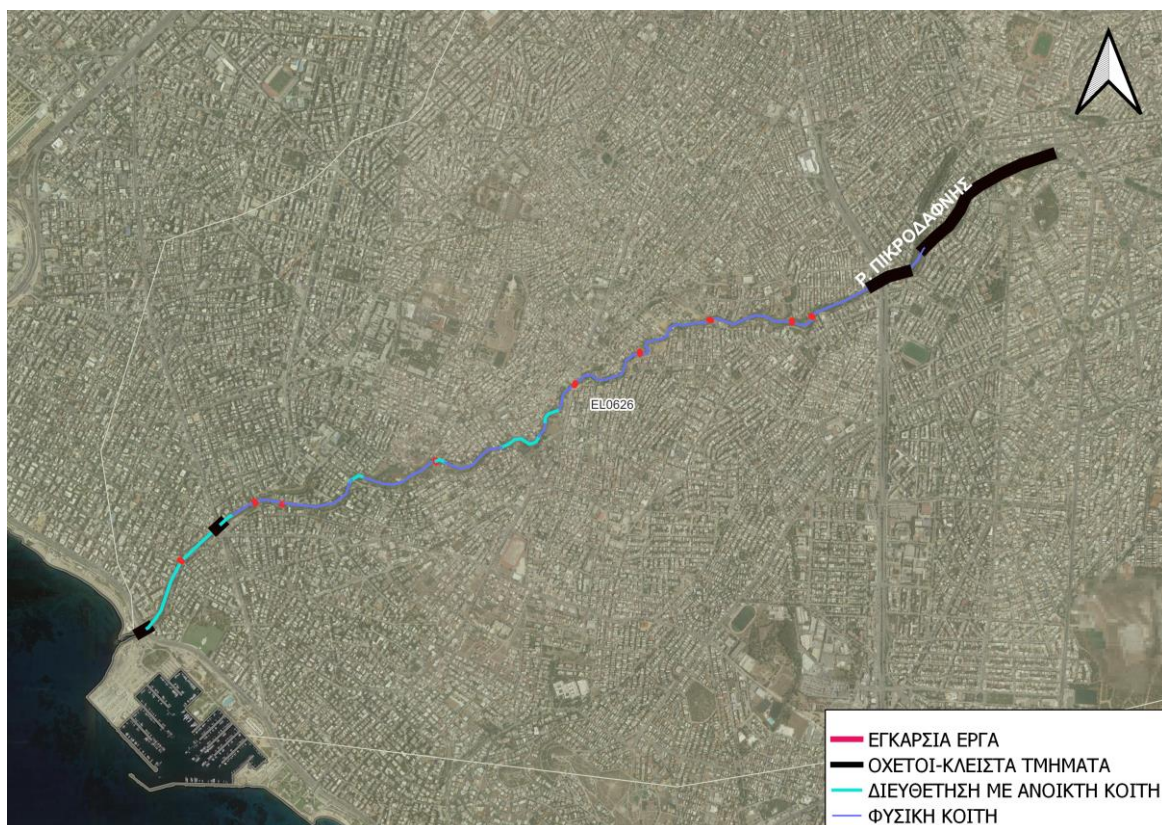 Ρ. ΠΙΚΡΟΔΑΦΝΗΣ
EL0626
ΕΓΚΑΡΣΙΑ ΕΡΓΑ
ΟΧΕΤΟΙ-ΚΛΕΙΣΤΑ ΤΜΗΜΑΤΑ
ΔΙΕΥΘΕΤΗΣΗ ΜΕ ΑΝΟΙΚΤΗ ΚΟΙΤΗ
ΦΥΣΙΚΗ ΚΟΙΤΗ